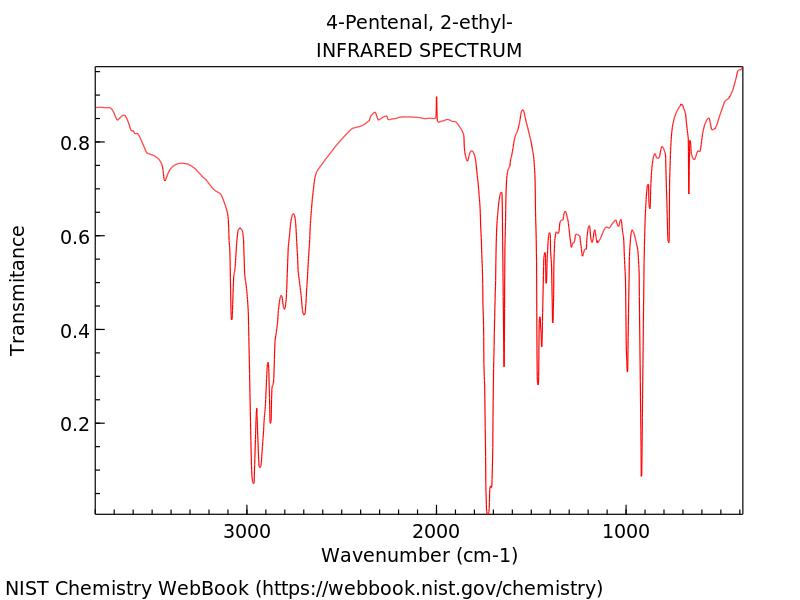 4-Pentenal, 2-ethyl-
INFRARED SPECTRUM
0.8
0.6
0.4
0.2
Transmitance
3000 2000 1000
Wavenumber (cm-1)
NIST Chemistry WebBook (https://webbook.nist.gov/chemistry)